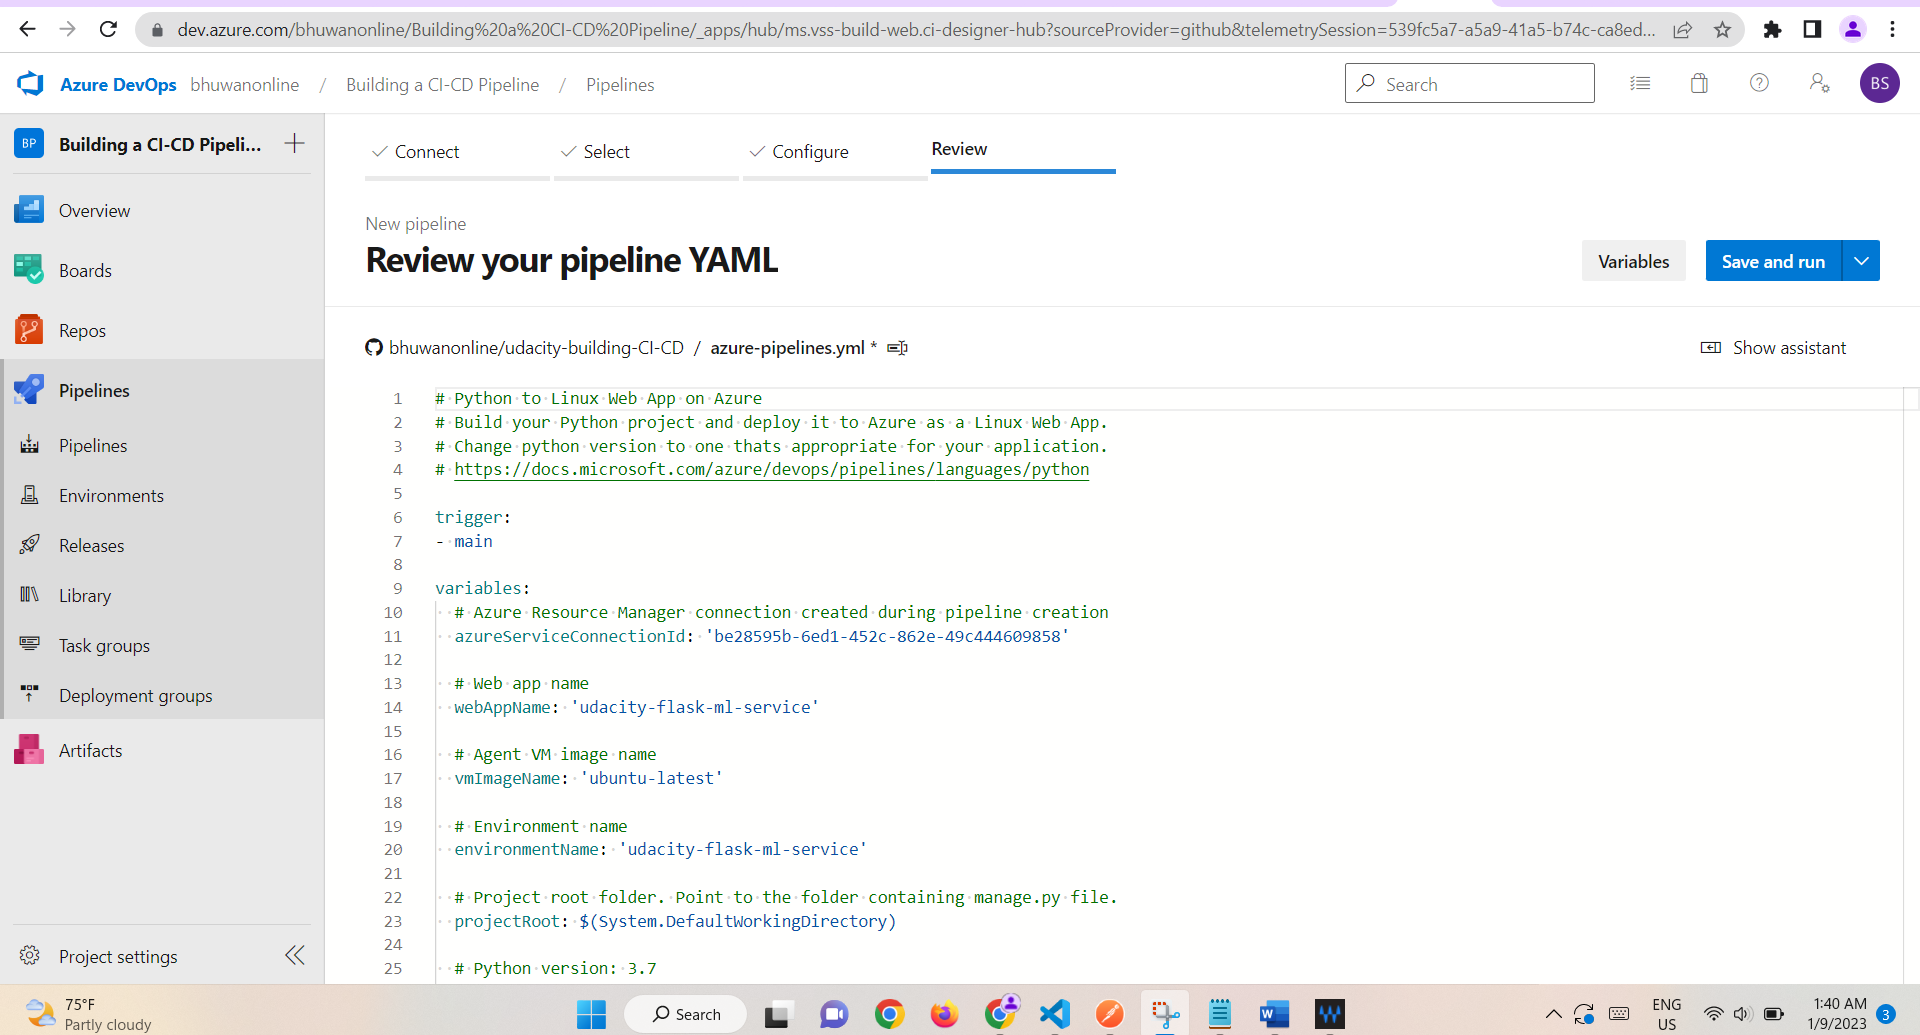 dev.azure.com/bhuwanonline/Building%20a%20CI-CD%20Pipeline/_apps/hub/ms.vss-build-web.ci-designer-hub?sourceProvider=github&telemetrySession=539fc5a7-a5a9-41a5-b74c-ca8ed...
Azure DevOps bhuwanonline / Building a CI-CD Pipeline / Pipelines
Search
BS
BP Building a CI-CD Pipeli...
Overview
Boards
Repos
Pipelines
Pipelines
Environments
Releases
Library
Task groups
Deployment groups
Artifacts
Project settings
Connect
Select
Configure
Review
New pipeline
Review your pipeline YAML
Variables
Save and run
bhuwanonline/udacity-building-CI-CD / azure-pipelines.yml *
Show assistant
1 # Python to Linux Web App on Azure
2 # Build your Python project and deploy it to Azure as a Linux Web App.
3 # Change python version to one thats appropriate for your application.
4 # https://docs.microsoft.com/azure/devops/pipelines/languages/python
5
6 trigger:
7 - main
8
9 variables:
10 # Azure Resource Manager connection created during pipeline creation
11 azureServiceConnectionId: 'be28595b-6ed1-452c-862e-49c444609858'
12
13 # Web app name
14 webAppName: 'udacity-flask-ml-service'
15
16 # Agent VM image name
17 vmImageName: 'ubuntu-latest'
18
19 # Environment name
20 environmentName: 'udacity-flask-ml-service'
21
22 # Project root folder. Point to the folder containing manage.py file.
23 projectRoot: $(System.DefaultWorkingDirectory)
24
25 # Python version: 3.7
75°F
Partly cloudy
Search
ENG
US
1:40 AM
1/9/2023
3